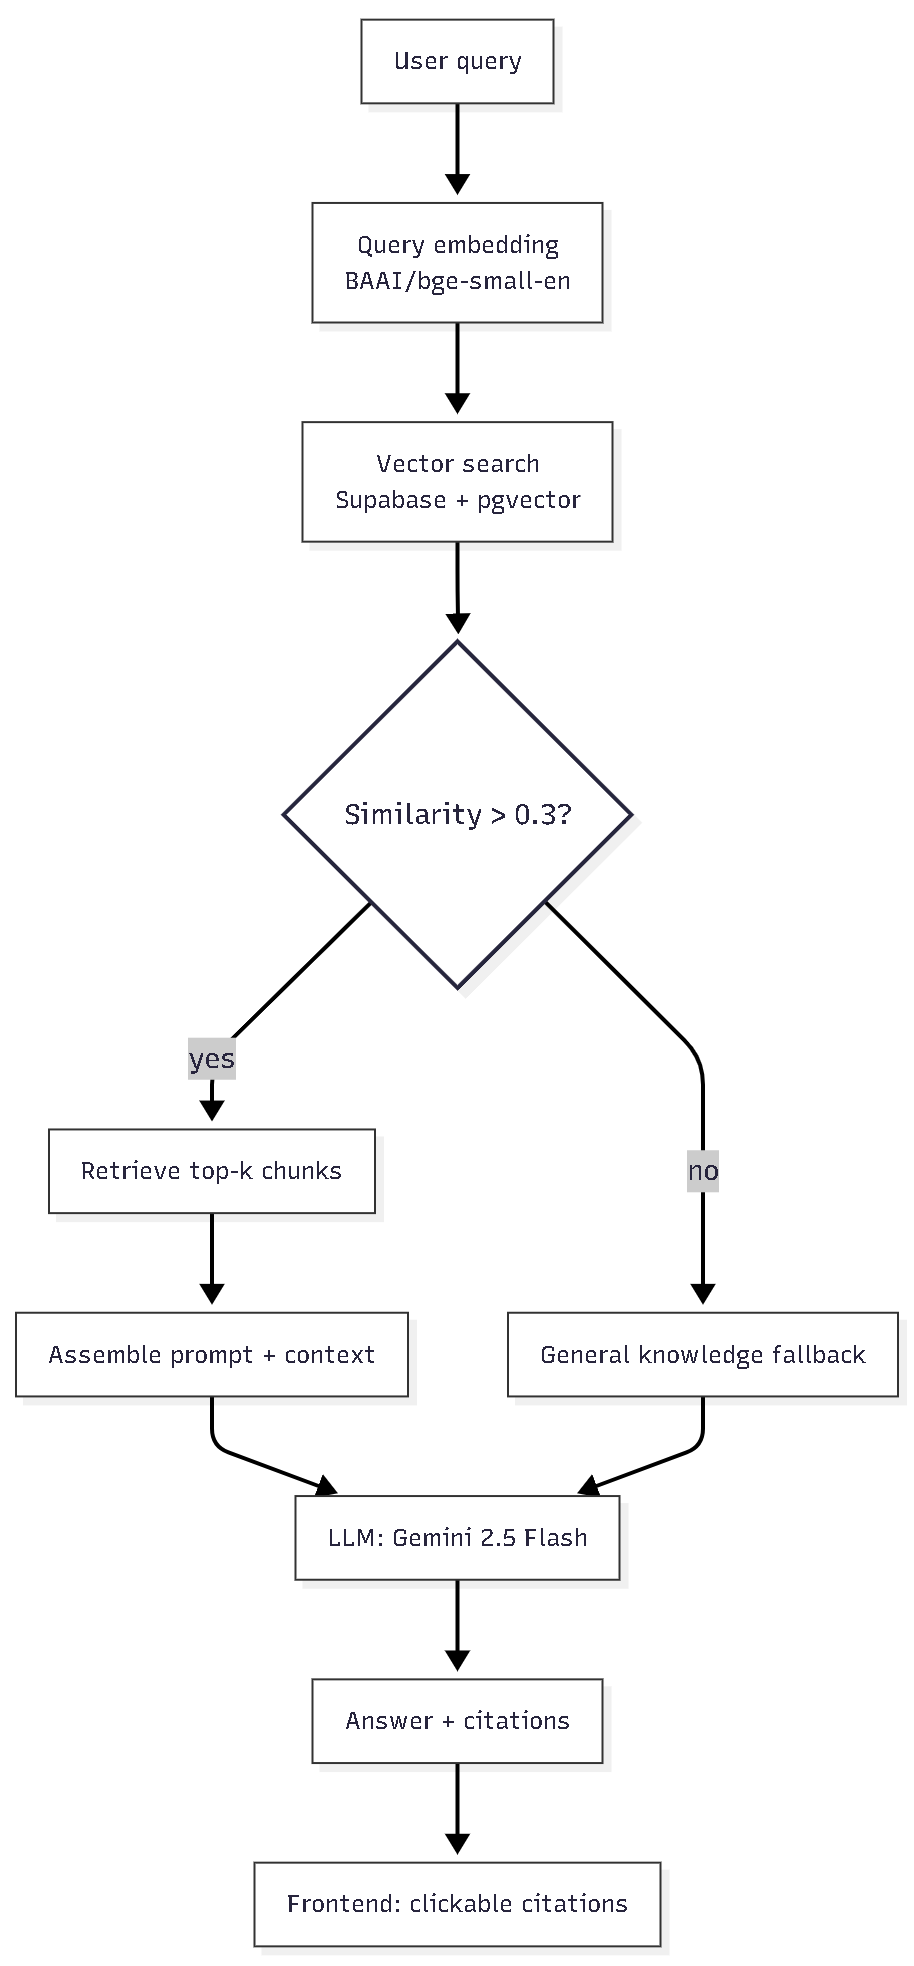 User query
Query embedding
BAAI/bge-small-en
Vector search
Supabase + pgvector
Similarity > 0.3?
yes
no
Retrieve top-k chunks
Assemble prompt + context
General knowledge fallback
LLM: Gemini 2.5 Flash
Answer + citations
Frontend: clickable citations